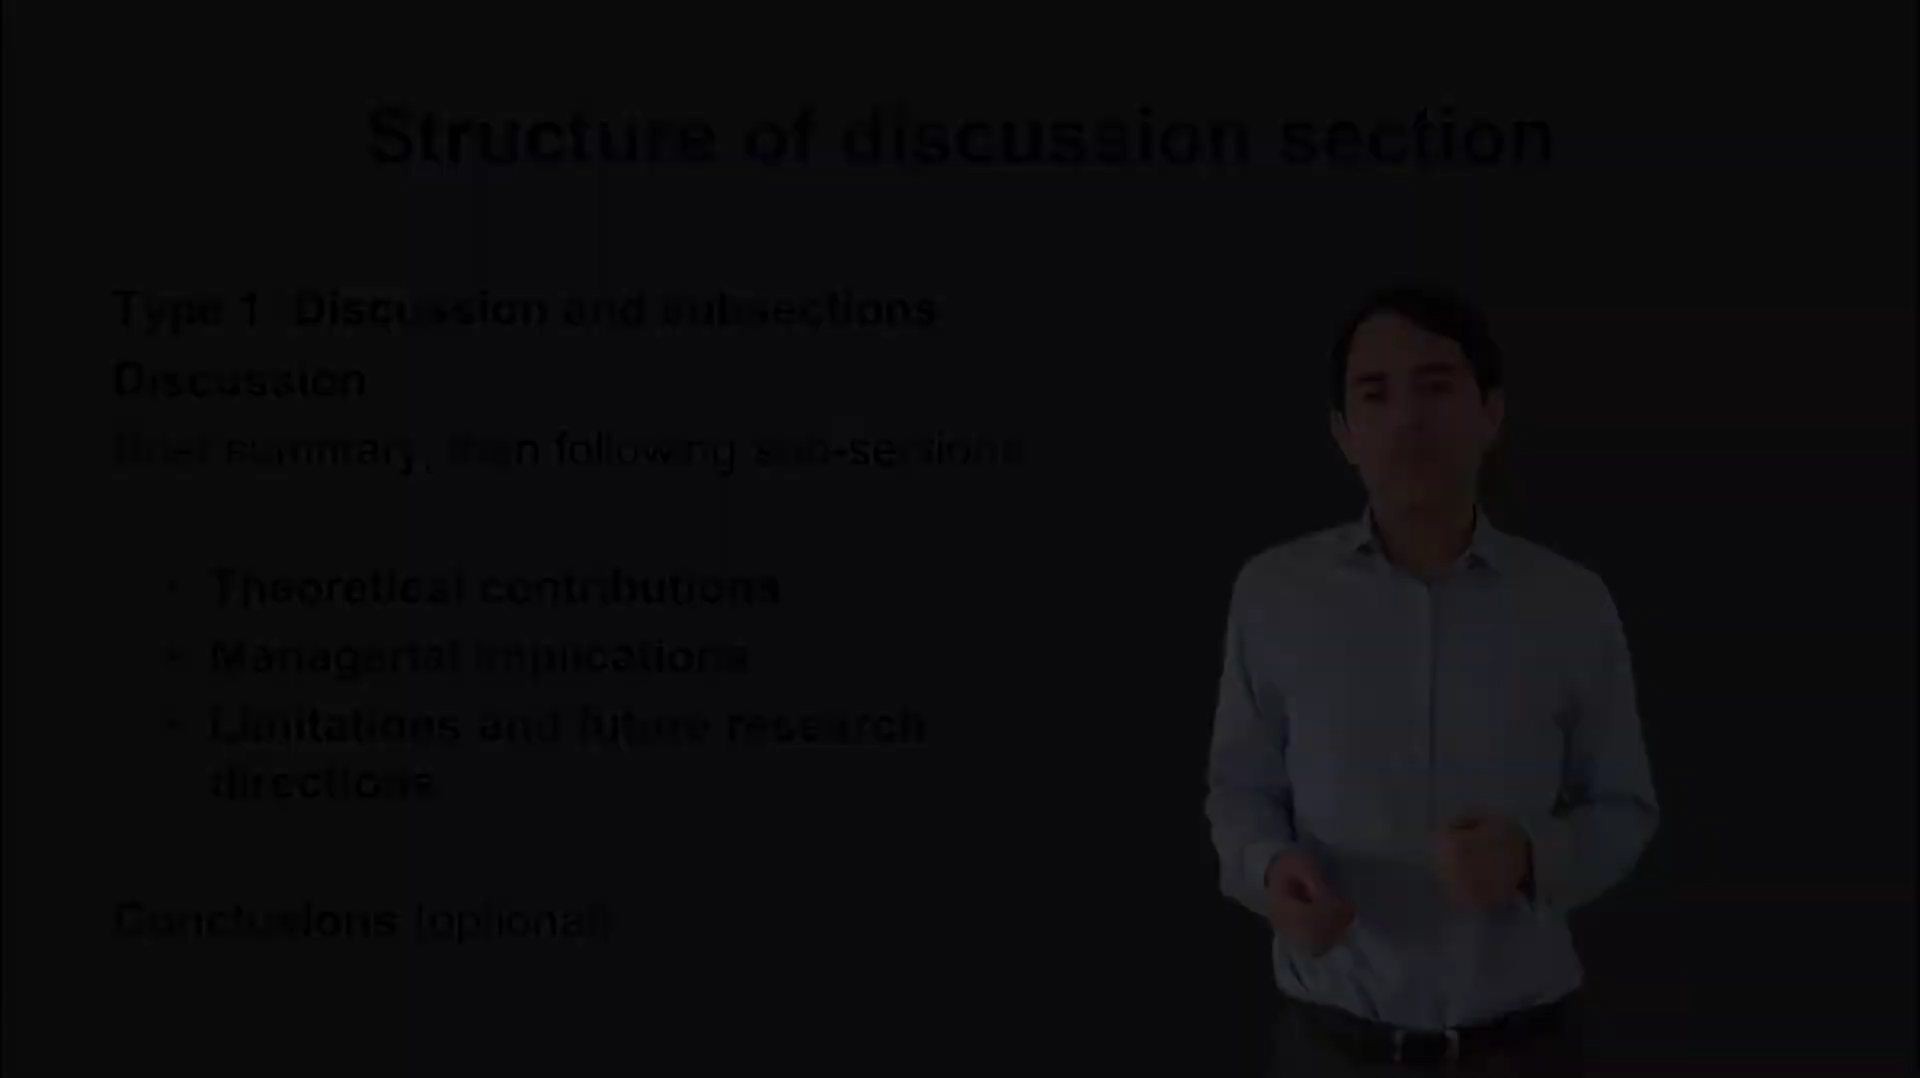 Structure of discussion section
Type 1: Discussion and subsections
Discussion
Brief summary, then following sub-sections
• Theoretical contributions
• Managerial implications
• Limitations and future research
directions
Conclusions (optional)